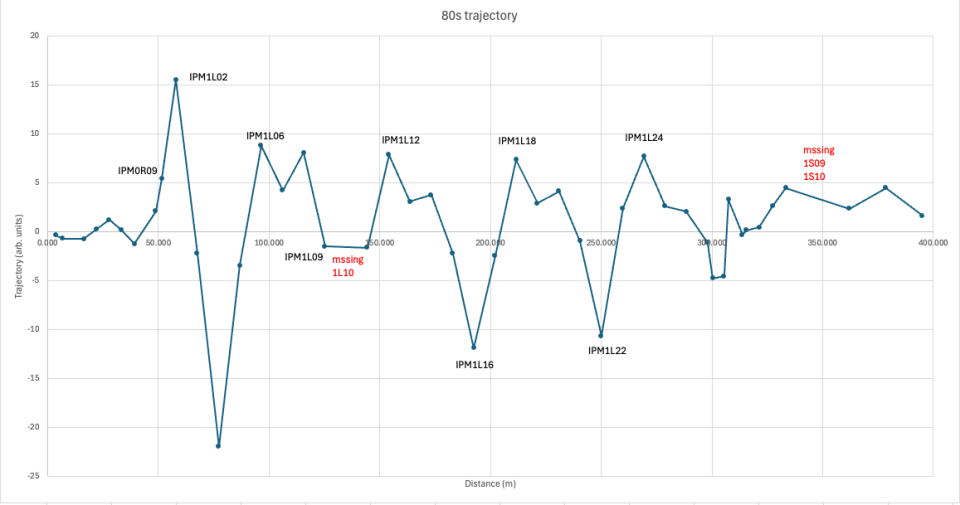 80s trajectory
20
15
10
5
0
-5
-10
-15
-20
-25
Trajectory (arb. units)
0.000
50.000
100.000
150.000
200.000
250.000
300.000
350.000
400.000
Distance (m)
IPM0R09
IPM1L02
IPM1L06
IPM1L09
mssing
1L10
IPM1L12
IPM1L16
IPM1L18
IPM1L22
IPM1L24
mssing
1S09
1S10